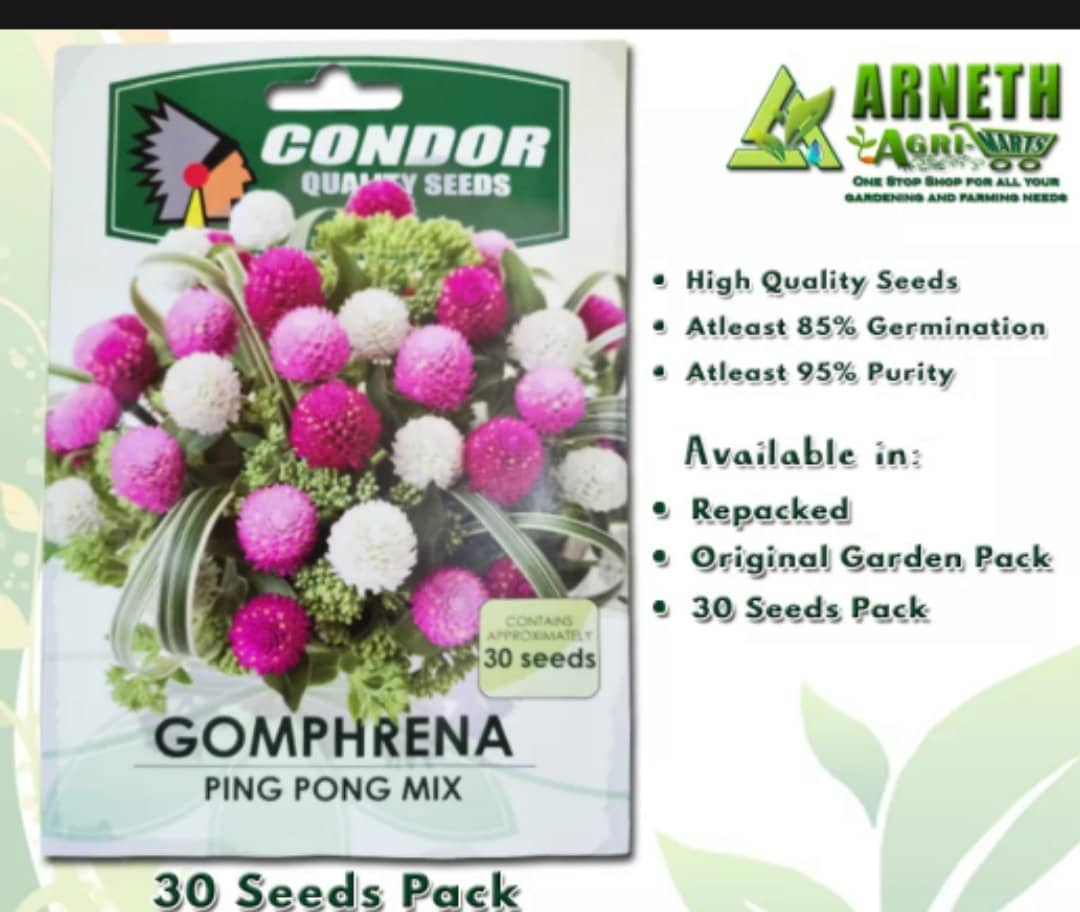 CONDOR
QUALITY SEEDS
CONTAINS
APPROXIMATELY
30 seeds
GOMPHRENA
PING PONG MIX
30 Seeds Pack
ARNETH
AGRI-MARTS
ONE STOP SHOP FOR ALL YOUR
GARDENING AND FARMING NEEDS
• High Quality Seeds
• Atleast 85% Germination
• Atleast 95% Purity
Available in:
• Repacked
• Original Garden Pack
• 30 Seeds Pack